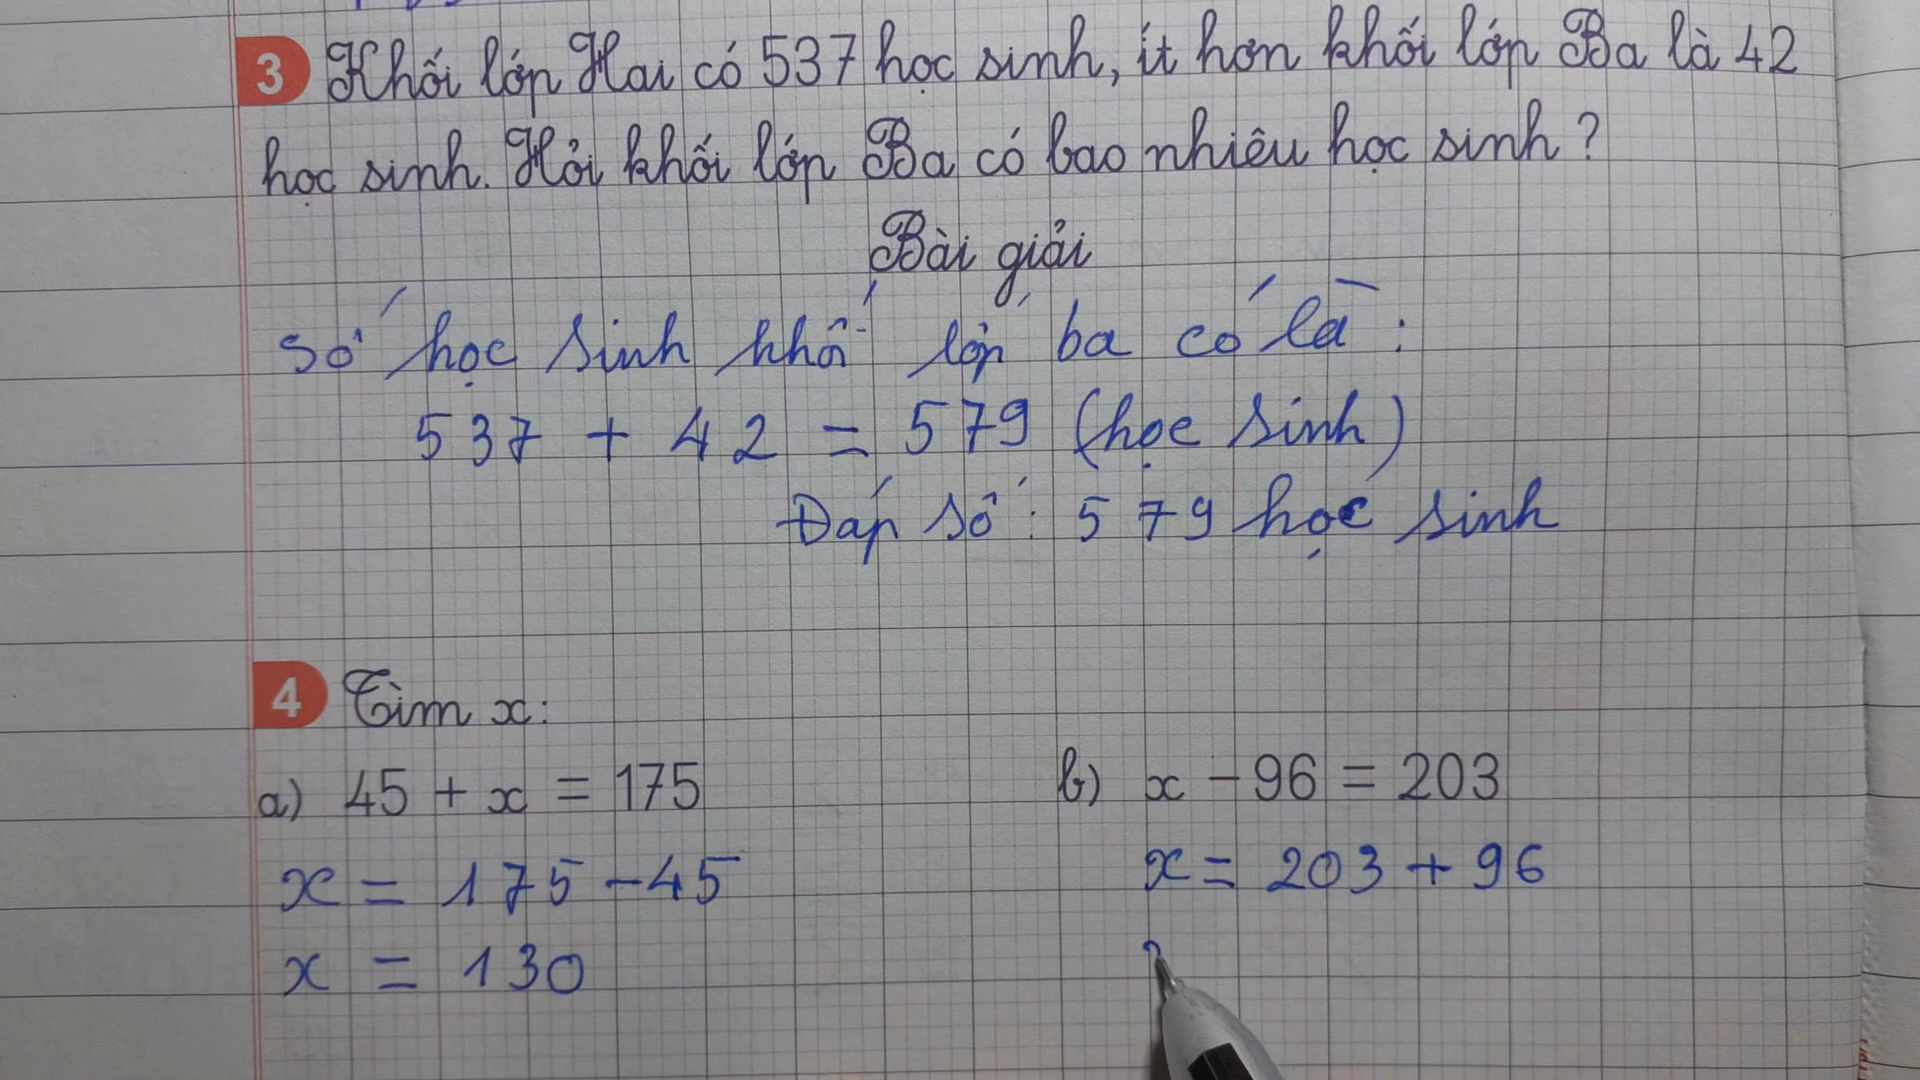 3 Khối lớp Hai có 537 học sinh, ít hơn khối lớp Ba là 42
học sinh. Hỏi khối lớp Ba có bao nhiêu học sinh?
Bài giải
Số học sinh khối lớp ba có là:
537 + 42 = 579 (học sinh)
Đáp số: 579 học sinh
4 Tìm x:
a) 45 + x = 175
b) x - 96 = 203
x = 175 - 45
x = 203 + 96
x = 130